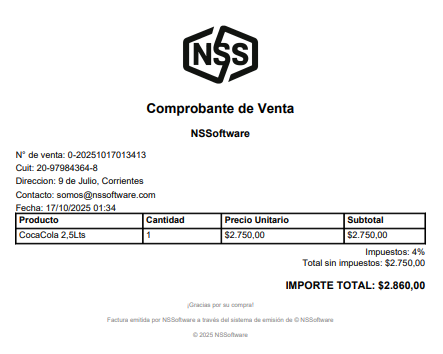 NSS
Comprobante de Venta
NSSoftware
N° de venta: 0-20251017013413
Cuit: 20-97984364-8
Direccion: 9 de Julio, Corrientes
Contacto: somos@nssoftware.com
Fecha: 17/10/2025 01:34
Producto Cantidad Precio Unitario Subtotal
CocaCola 2,5Lts 1 $2.750,00 $2.750,00
Impuestos: 4%
Total sin impuestos: $2.750,00
IMPORTE TOTAL: $2.860,00
¡Gracias por su compra!
Factura emitida por NSSoftware a través del sistema de emisión de © NSSoftware
© 2025 NSSoftware